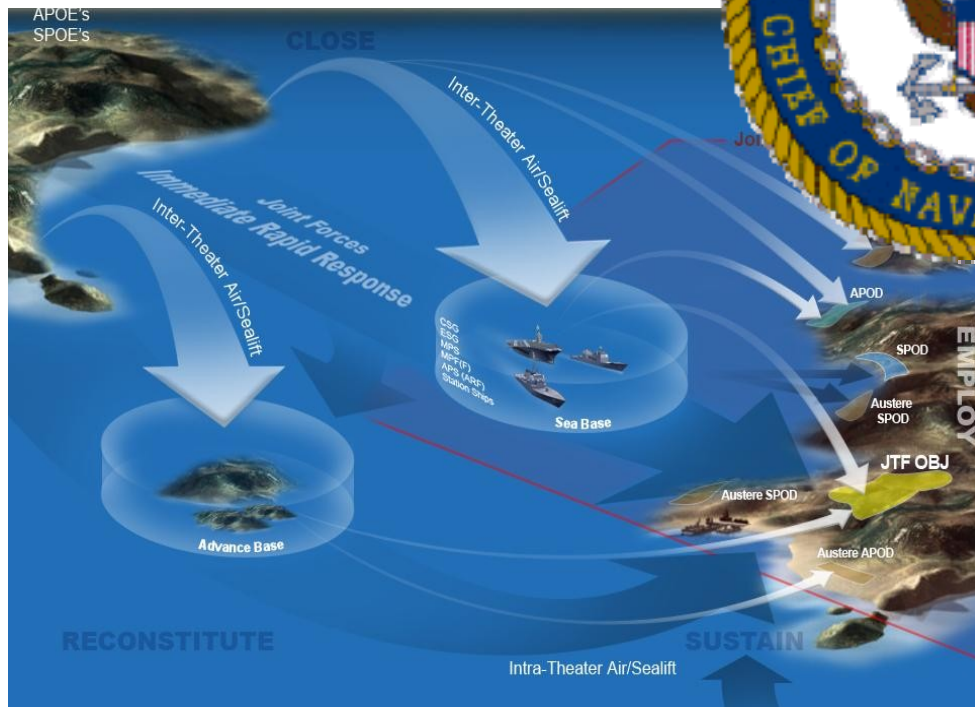 APOE's
SPOE's
CLOSE
CHIEF OF NAV
Inter-Theater Air/Sealift
Joint Forces
Immediate Rapid Response
Inter-Theater Air/Sealift
APOD
CSG
ESG
MPS
MPF(F)
APS (ARF)
Station Ships
Sea Base
SPOD
Austere
SPOD
EMPLOY
JTF OBJ
Austere SPOD
Advance Base
Austere APOD
RECONSTITUTE
SUSTAIN
Intra-Theater Air/Sealift